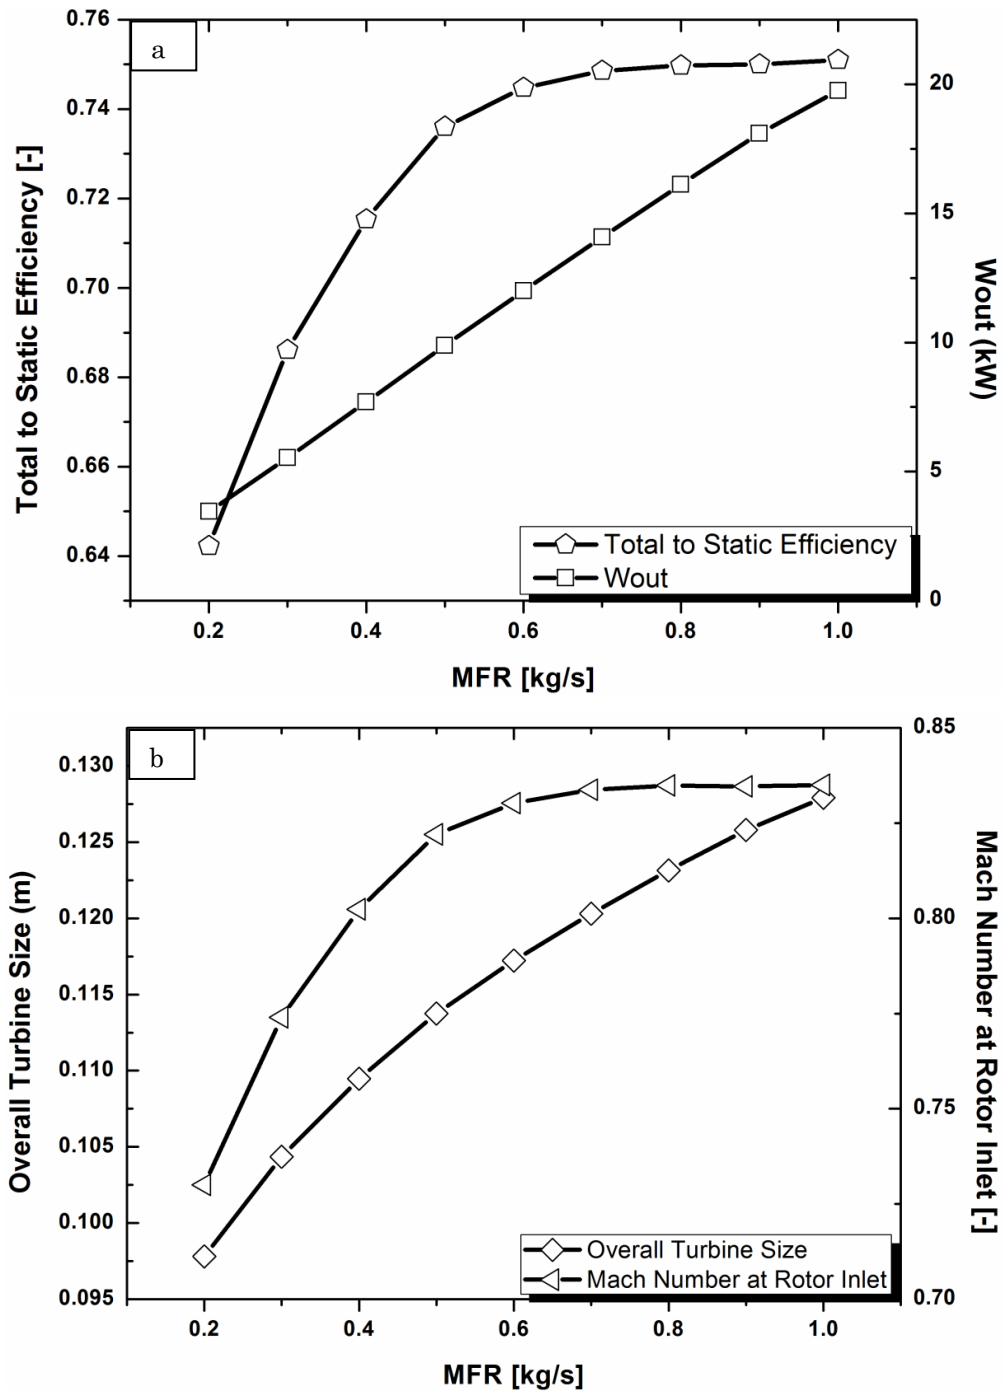 a
0.76
0.74
0.72
0.70
0.68
0.66
0.64
Total to Static Efficiency [-]
20
15
10
5
0
Wout (kW)
Total to Static Efficiency
Wout
0.2 0.4 0.6 0.8 1.0
MFR [kg/s]
b
0.130
0.125
0.120
0.115
0.110
0.105
0.100
0.095
Overall Turbine Size (m)
0.85
0.80
0.75
0.70
Mach Number at Rotor Inlet [-]
Overall Turbine Size
Mach Number at Rotor Inlet
0.2 0.4 0.6 0.8 1.0
MFR [kg/s]